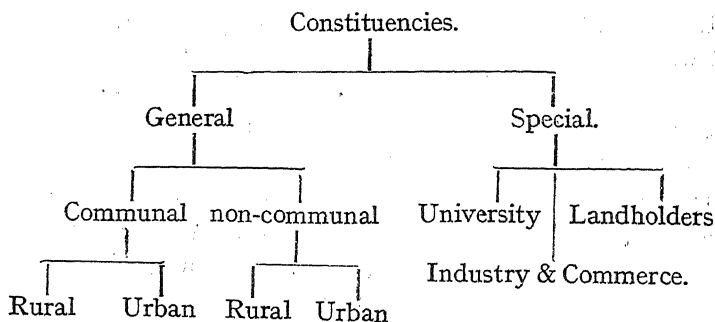 Constituencies.
General Special.
Communal non-communal University Landholders
Industry & Commerce.
Rural Urban Rural Urban